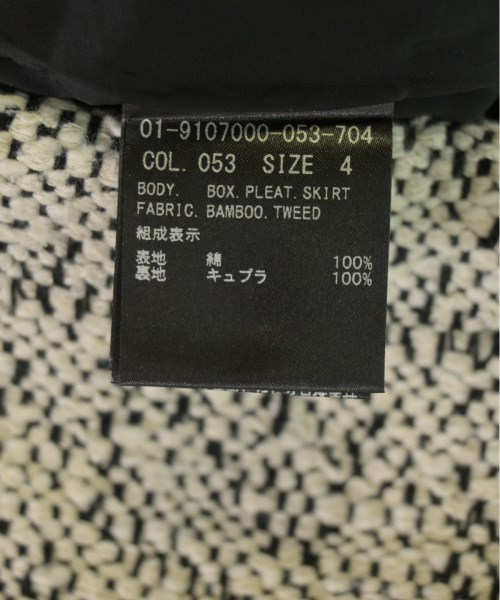 01-9107000-053-704
COL. 053 SIZE 4
BODY. BOX. PLEAT. SKIRT
FABRIC. BAMBOO. TWEED
組成表示
表地 綿 100%
裏地 キュプラ 100%